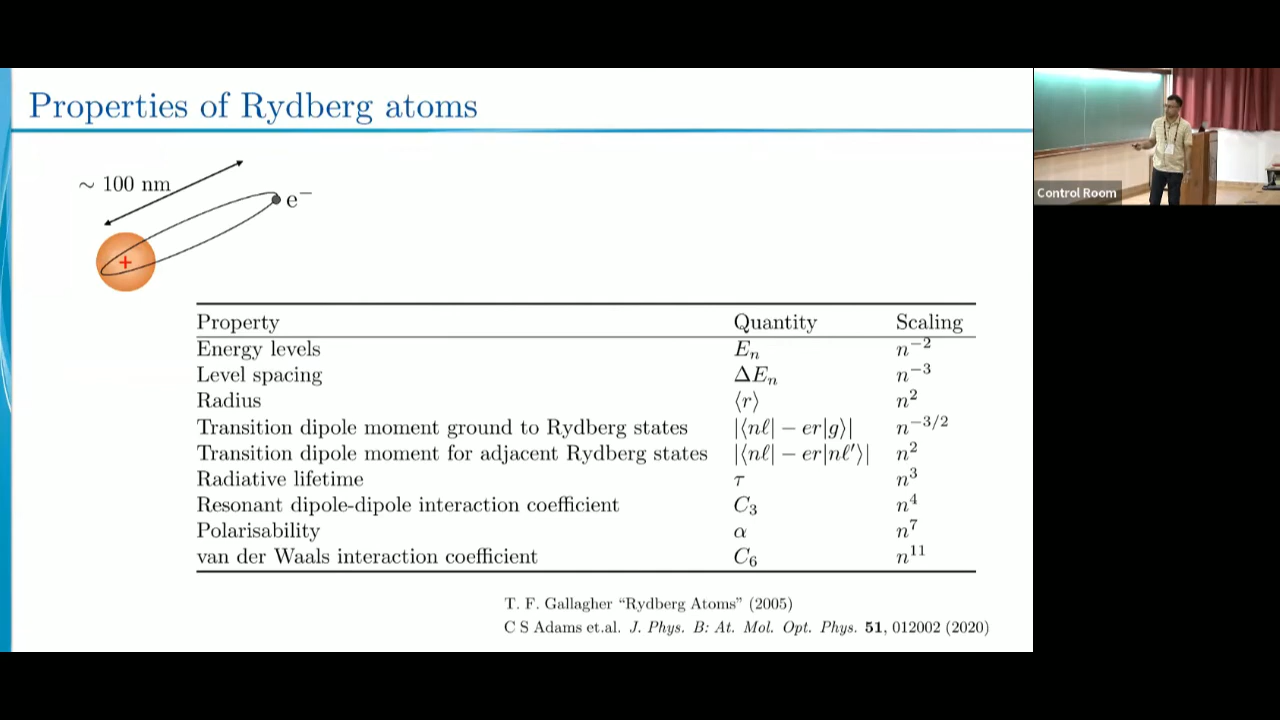 Properties of Rydberg atoms
∼ 100 nm
e⁻
+
Property Quantity Scaling
Energy levels Eₙ n⁻²
Level spacing ΔEₙ n⁻³
Radius ⟨r⟩ n²
Transition dipole moment ground to Rydberg states |⟨nℓ| − er|g⟩| n⁻³/²
Transition dipole moment for adjacent Rydberg states |⟨nℓ| − er|nℓ′⟩| n²
Radiative lifetime τ n³
Resonant dipole-dipole interaction coefficient C₃ n⁴
Polarisability α n⁷
van der Waals interaction coefficient C₆ n¹¹
T. F. Gallagher “Rydberg Atoms” (2005)
C S Adams et.al. J. Phys. B: At. Mol. Opt. Phys. 51, 012002 (2020)
Control Room